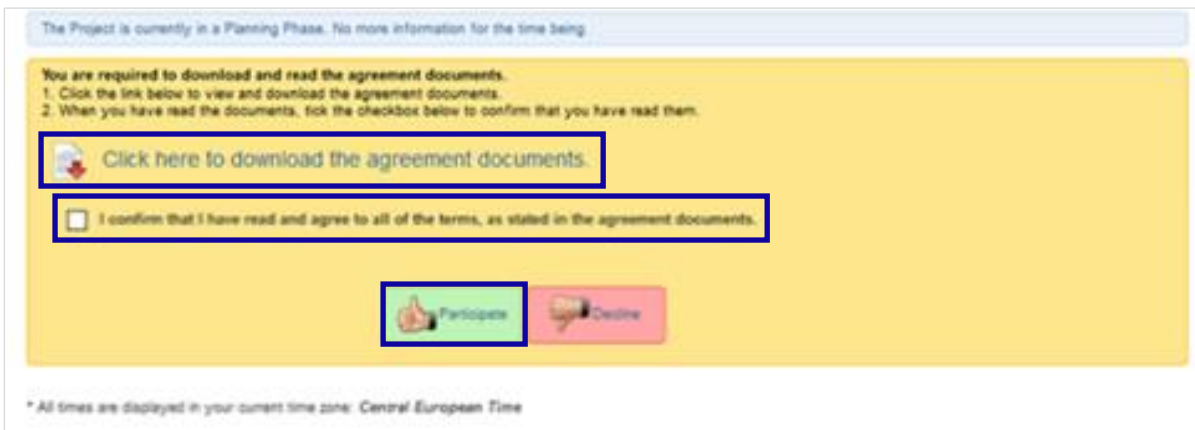 The Project is currently in a Planning Phase. No more information for the time being.
You are required to download and read the agreement documents.
1. Click the link below to view and download the agreement documents.
2. When you have read the documents, tick the checkbox below to confirm that you have read them.
Click here to download the agreement documents.
I confirm that I have read and agree to all of the terms, as stated in the agreement documents.
Participate Decline
* All times are displayed in your current time zone: Central European Time